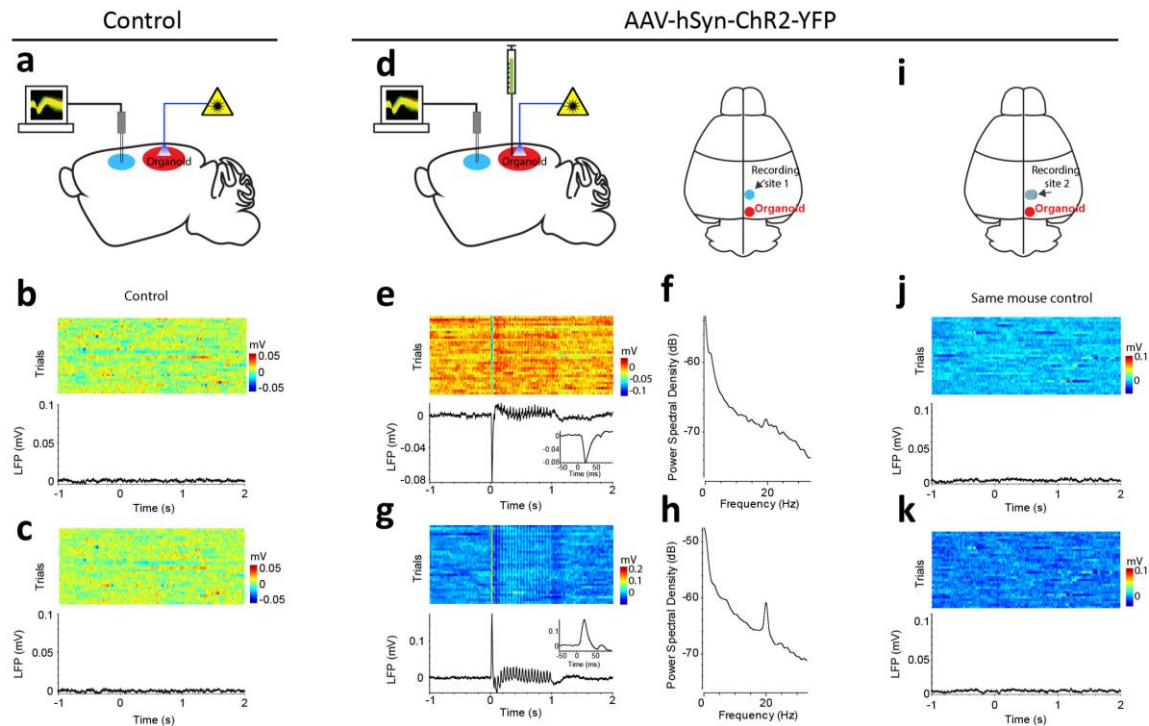 Control
AAV-hSyn-ChR2-YFP
a
Organoid
d
Organoid
Recording
site 1
Organoid
i
Recording
site 2
Organoid
b
Control
Trials
mV
0.05
0
-0.05
0.1
0.05
0
LFP (mV)
-1 0 1 2
Time (s)
c
Trials
mV
0.05
0
-0.05
0.1
0.05
0
LFP (mV)
-1 0 1 2
Time (s)
e
Trials
mV
0
-0.05
-0.1
0
-0.04
-0.08
LFP (mV)
0
-0.04
-0.08
-50 0 50
Time (ms)
-1 0 1 2
Time (s)
f
-60
-70
Power Spectral Density (dB)
0 20
Frequency (Hz)
g
Trials
mV
0.2
0.1
0
0.1
0
LFP (mV)
0.1
0
-50 0 50
Time (ms)
-1 0 1 2
Time (s)
h
-50
-60
-70
Power Spectral Density (dB)
0 20
Frequency (Hz)
j
Same mouse control
Trials
mV
0.1
0
0.1
0.05
0
LFP (mV)
-1 0 1 2
Time (s)
k
Trials
mV
0.1
0
0.1
0.05
0
LFP (mV)
-1 0 1 2
Time (s)